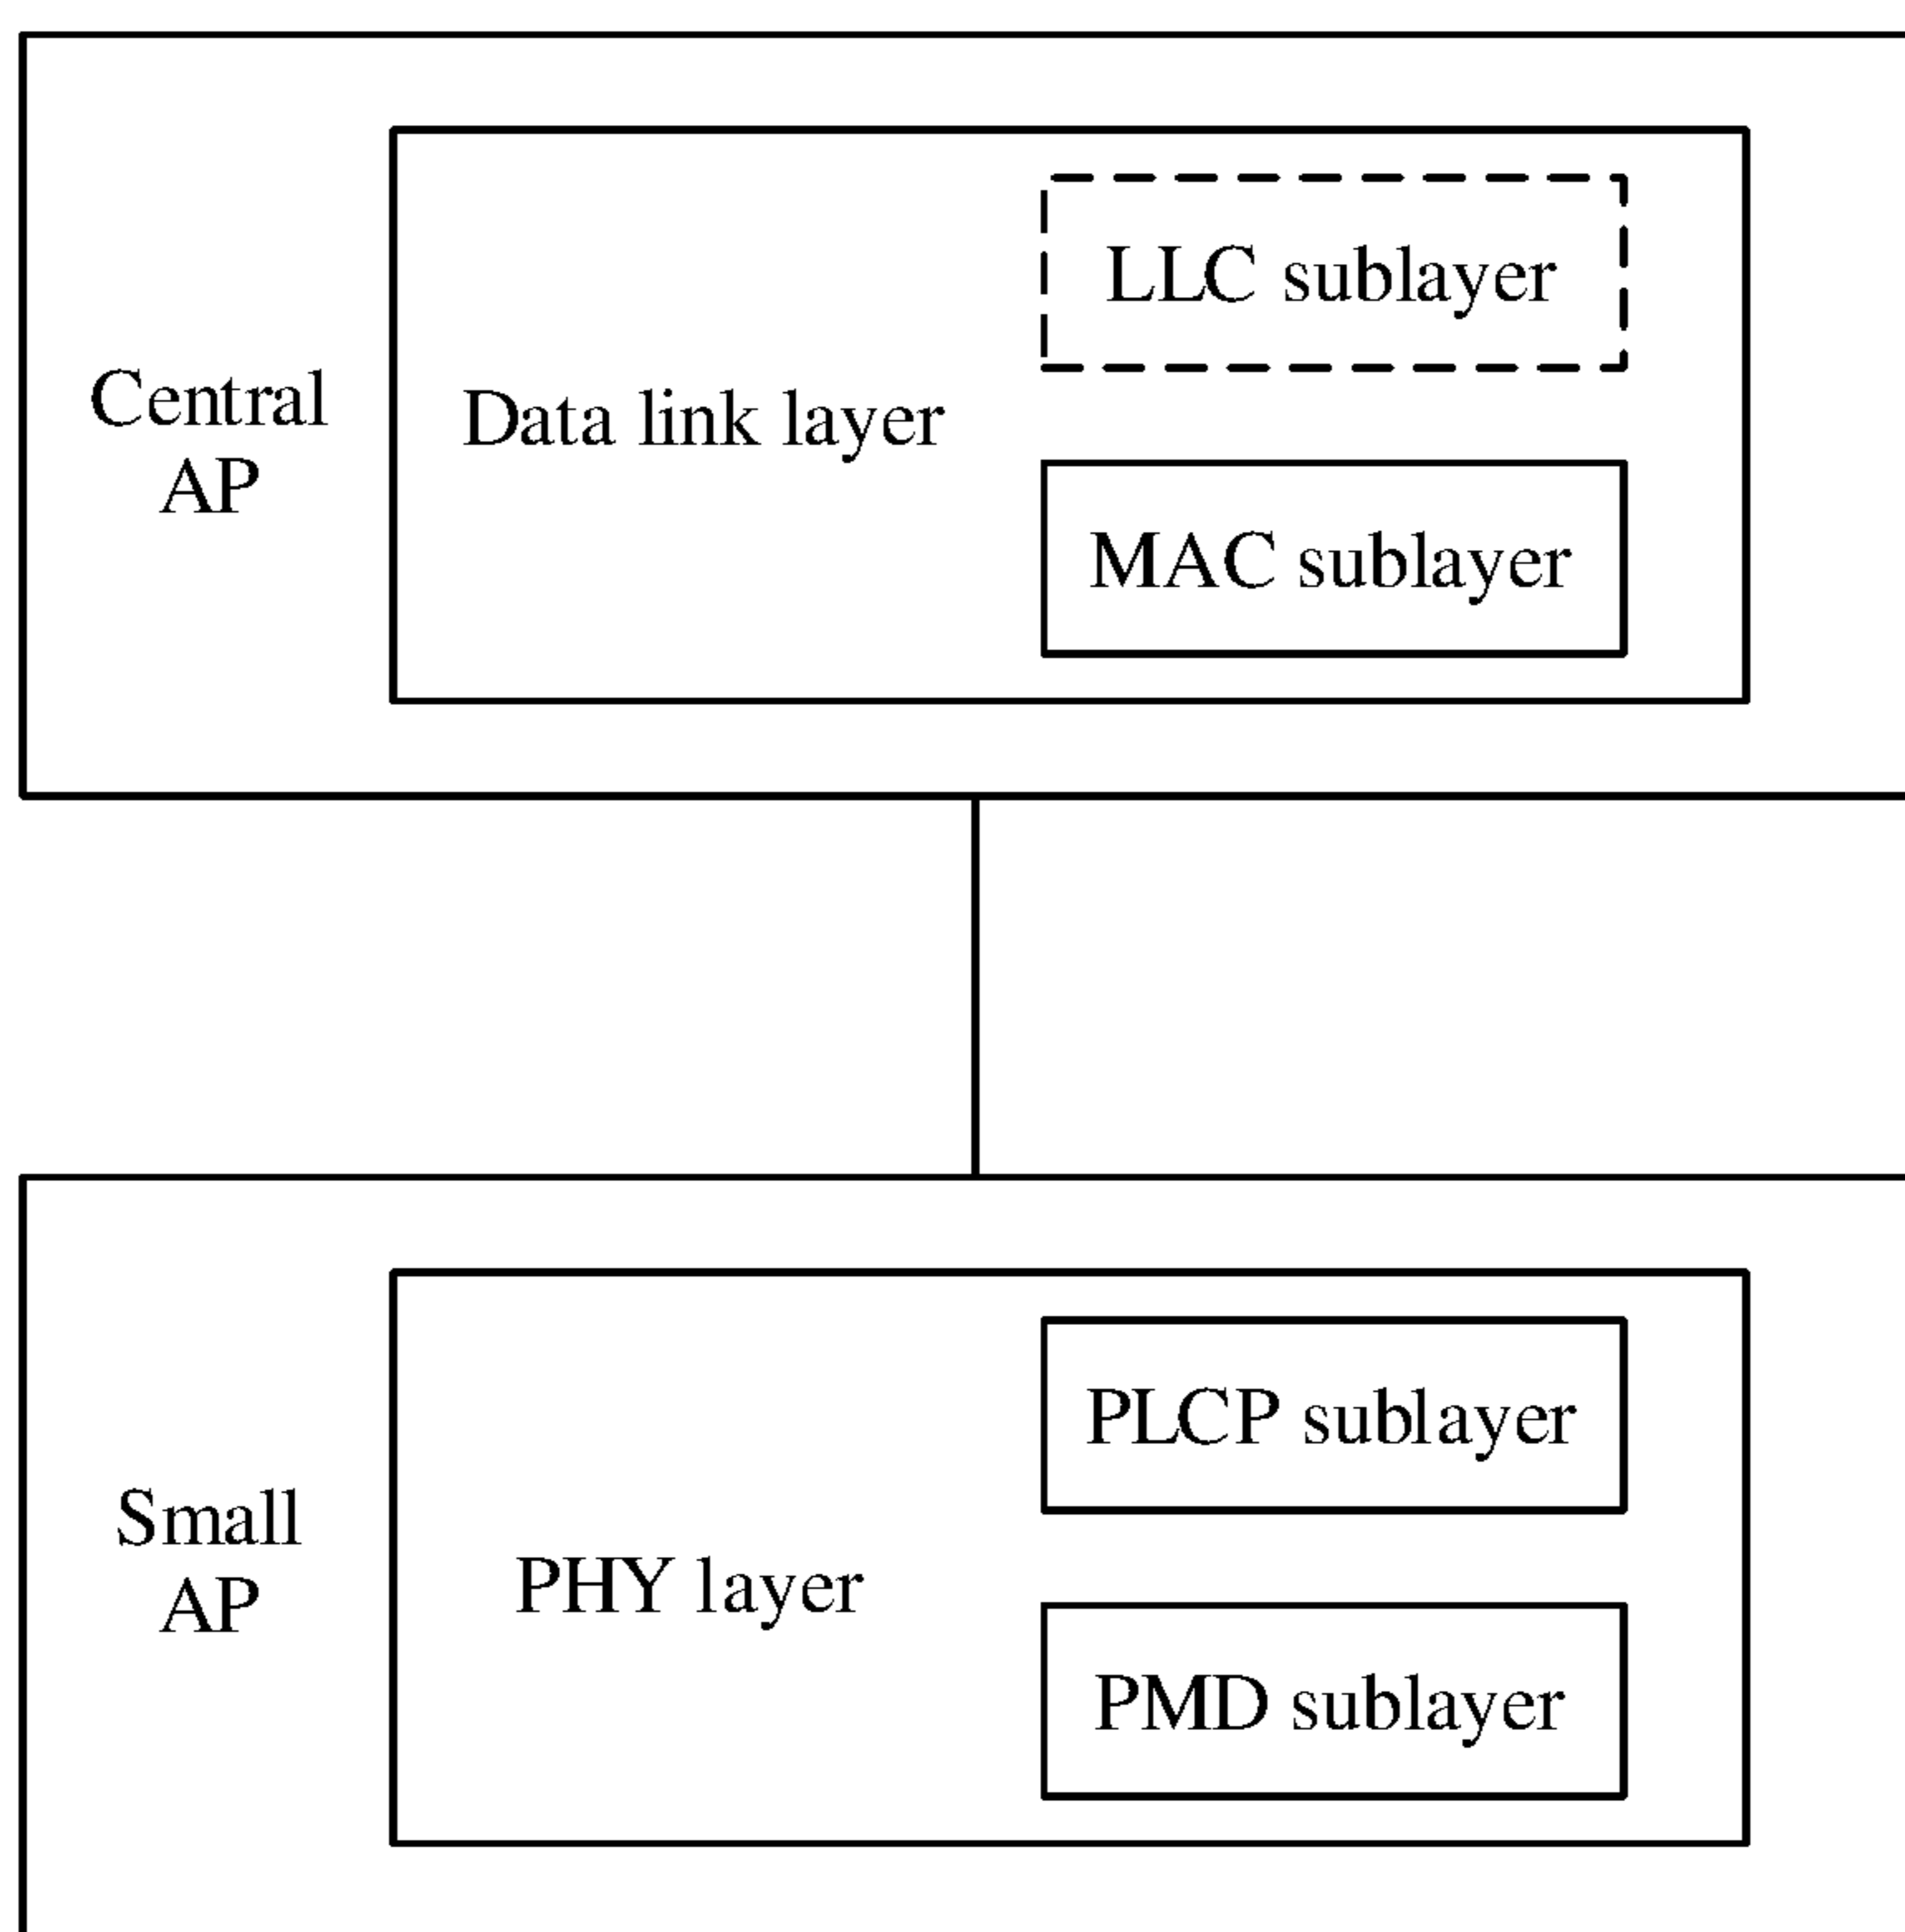 Central
AP
Data link layer
LLC sublayer
MAC sublayer
Small
AP
PHY layer
PLCP sublayer
PMD sublayer